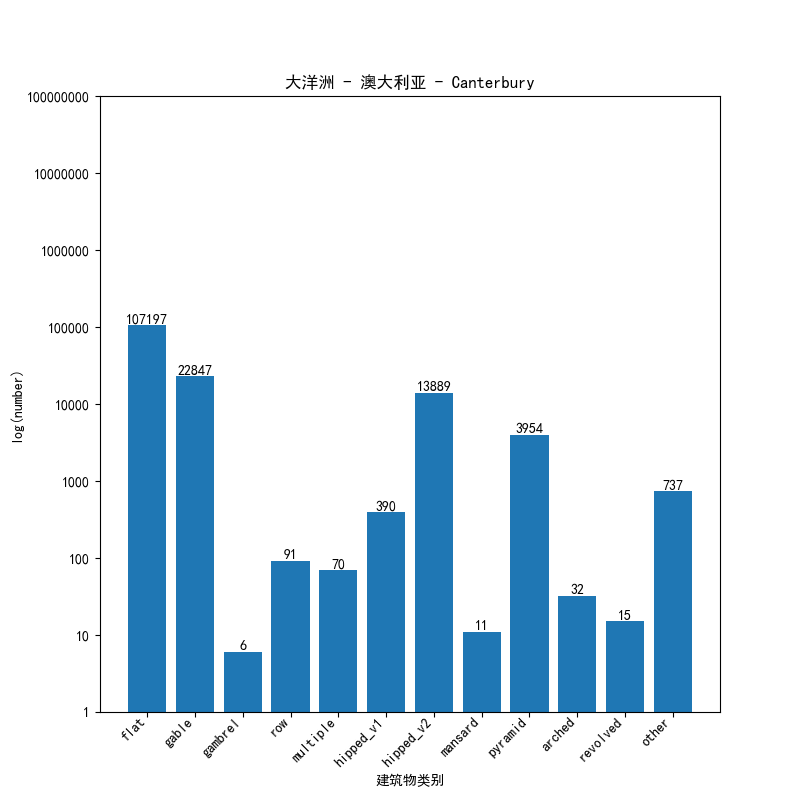 大洋洲 - 澳大利亚 - Canterbury
100000000
10000000
1000000
100000
10000
1000
100
10
1
log(number)
107197
22847
6
91
70
390
13889
11
3954
32
15
737
flat
gable
gambrel
row
multiple
hipped_v1
hipped_v2
mansard
pyramid
arched
revolved
other
建筑物类别